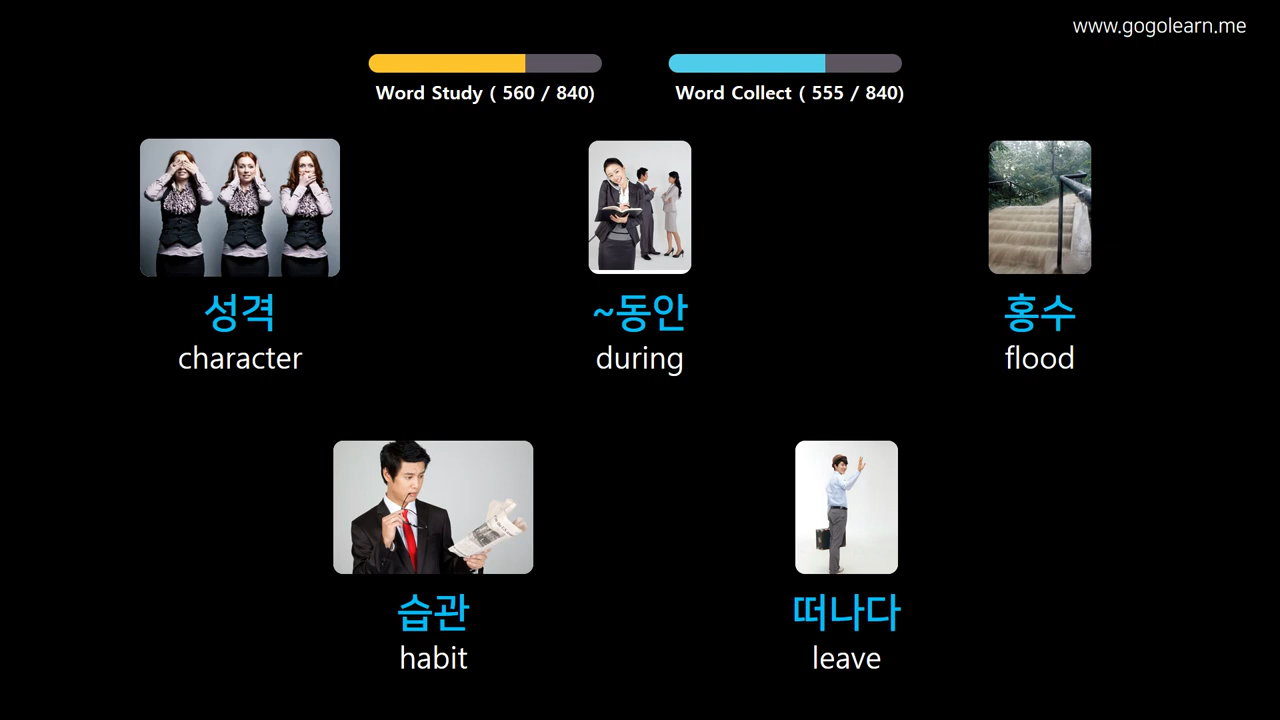 www.gogolearn.me
Word Study ( 560 / 840)
Word Collect ( 555 / 840)
성격
character
~동안
during
홍수
flood
습관
habit
떠나다
leave